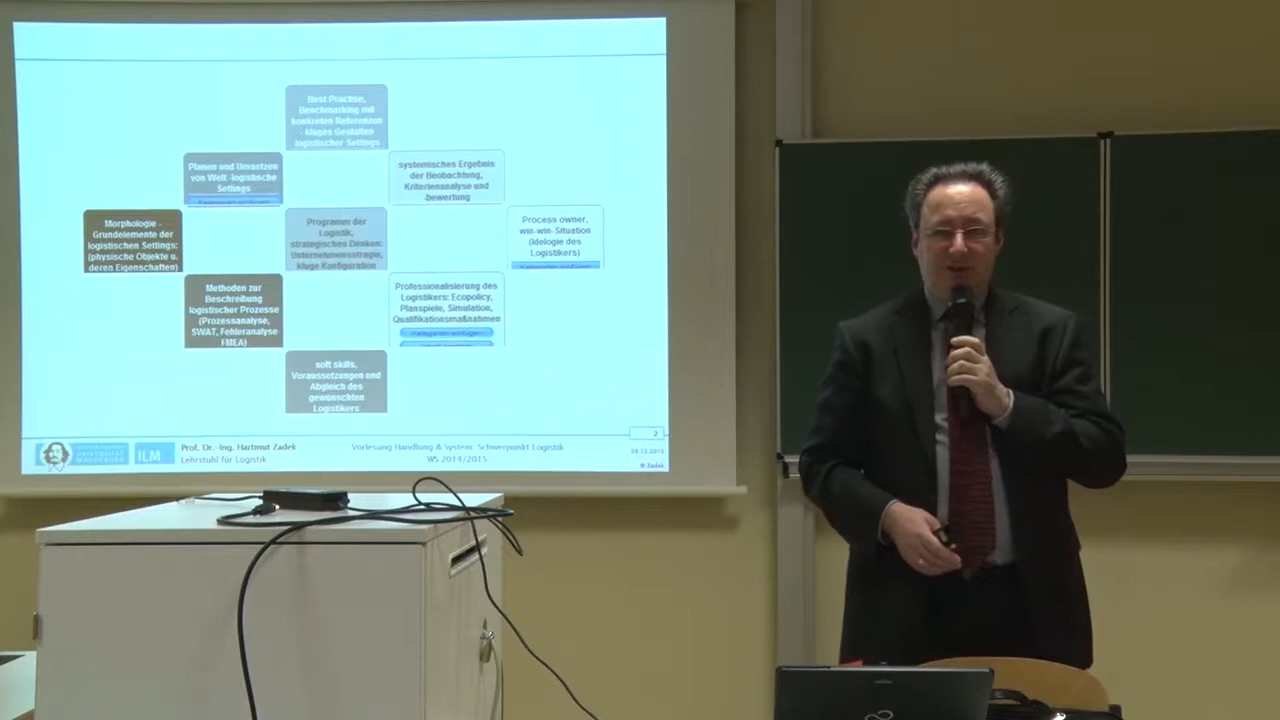 Best Practise,
Benchmarking mit
konkreten Referenzen
- kluges Gestalten
logistischer Settings
Planen und Umsetzen
von Welt -logistische
Settings
systemisches Ergebnis
der Beobachtung,
Kriterienanalyse und
-bewertung
Morphologie -
Grundelemente der
logistischen Settings:
(physische Objekte u.
deren Eigenschaften)
Programm der
Logistik,
strategisches Denken:
Unternehmensstragie,
kluge Konfiguration
Process owner,
win-win-Situation
(Idelogie des
Logistikers)
Methoden zur
Beschreibung
logistischer Prozesse
(Prozessanalyse,
SWAT, Fehleranalyse
FMEA)
Professionalisierung des
Logistikers: Ecopolicy,
Planspiele, Simulation,
Qualifikationsmaßnahmen
soft skills,
Voraussetzungen und
Abgleich des
gewünschten
Logistikers
2
ILM
Prof. Dr. -Ing. Hartmut Zadek
Lehrstuhl für Logistik
Vorlesung Handlung & System: Schwerpunkt Logistik
WS 2014/2015
© Zadek